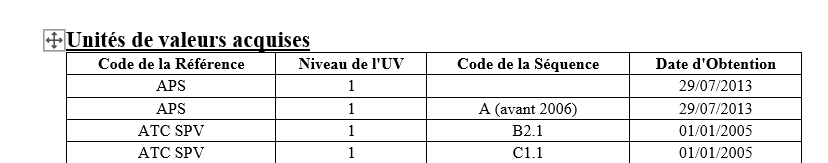 Unités de valeurs acquises
Code de la Référence Niveau de l'UV Code de la Séquence Date d'Obtention
APS 1 29/07/2013
APS 1 A (avant 2006) 29/07/2013
ATC SPV 1 B2.1 01/01/2005
ATC SPV 1 C1.1 01/01/2005